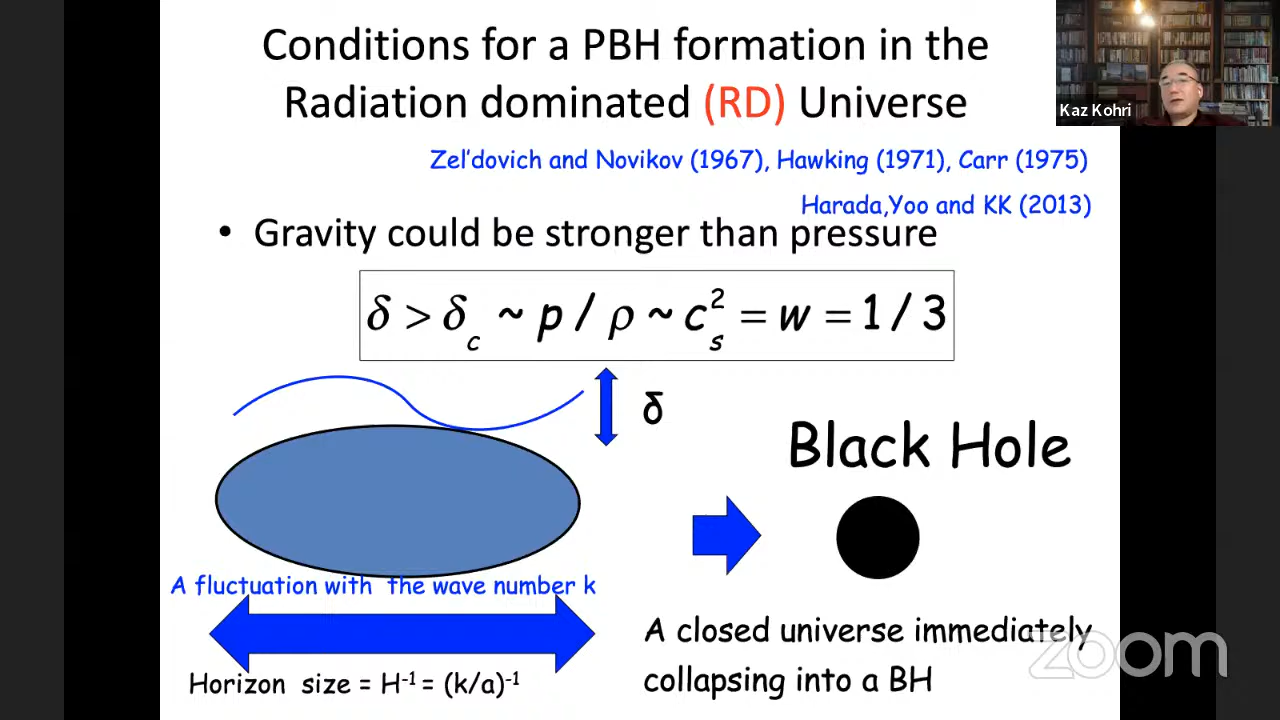 Conditions for a PBH formation in the
Radiation dominated (RD) Universe
Kaz Kohri
Zel’dovich and Novikov (1967), Hawking (1971), Carr (1975)
Harada,Yoo and KK (2013)
• Gravity could be stronger than pressure
δ > δc ~ p / ρ ~ cs² = w = 1 / 3
δ
Black Hole
A fluctuation with the wave number k
A closed universe immediately
collapsing into a BH
Horizon size = H⁻¹ = (k/a)⁻¹
zoom